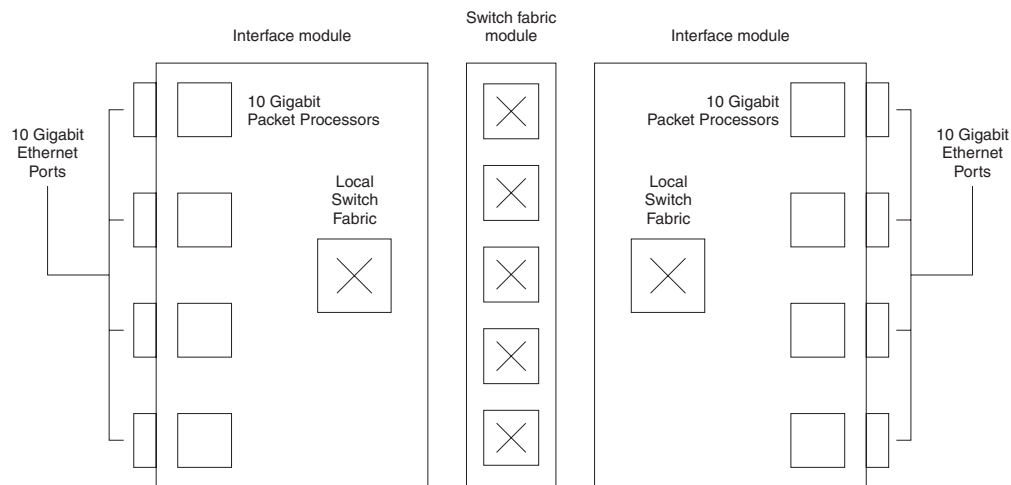 Switch fabric
module
Interface module
Interface module
10 Gigabit
Packet Processors
10 Gigabit
Packet Processors
10 Gigabit
Ethernet
Ports
10 Gigabit
Ethernet
Ports
Local
Switch
Fabric
Local
Switch
Fabric